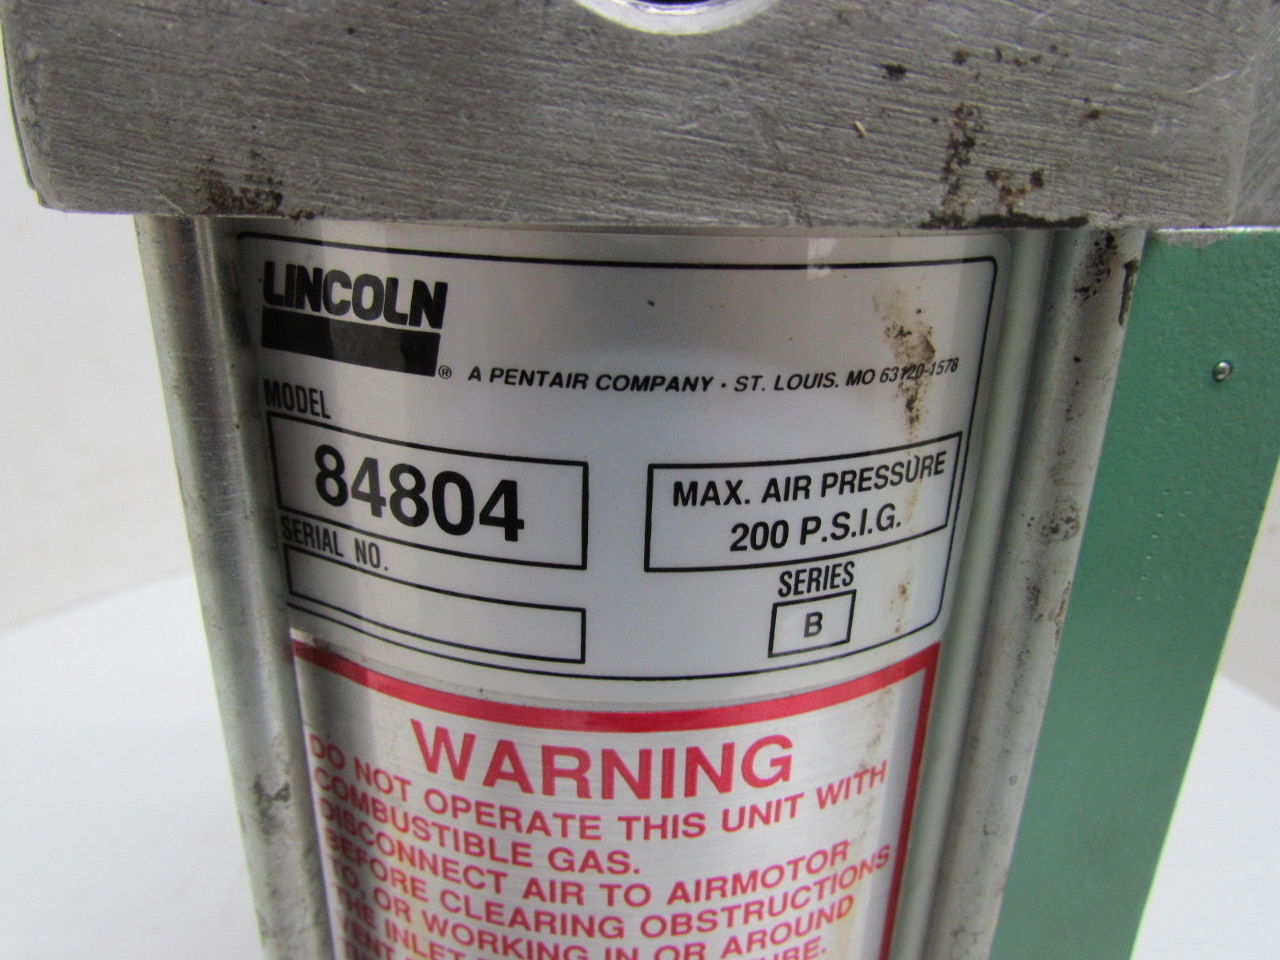 LINCOLN
® A PENTAIR COMPANY · ST. LOUIS. MO 63120-1578
MODEL
84804
MAX. AIR PRESSURE
200 P.S.I.G.
SERIAL NO.
SERIES
B
WARNING
DO NOT OPERATE THIS UNIT WITH
COMBUSTIBLE GAS.
DISCONNECT AIR TO AIRMOTOR
BEFORE CLEARING OBSTRUCTIONS
TO, OR WORKING IN OR AROUND
THE INLET